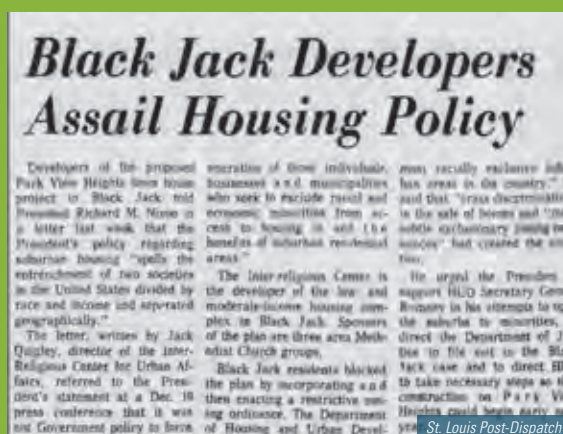 Black Jack Developers
Assail Housing Policy
Developers of the proposed
Park View Heights town house
project in Black Jack told
President Richard M. Nixon in
a letter last week that the
President's policy regarding
suburban housing "spells the
entrenchment of two societies
in the United States divided by
race and income and separated
geographically."
The letter, written by Jack
Quigley, director of the Inter-
Religious Center for Urban Af-
fairs, referred to the Presi-
dent's statement at a Dec. 10
press conference that it was
not Government policy to force
of those individuals,
businesses and municipalities
who seek to exclude racial and
economic minorities from ac-
cess to housing in and the
benefits of suburban residential
areas."
The Inter-religious Center is
the developer of the low- and
moderate-income housing com-
plex in Black Jack. Sponsors
of the plan are three area Meth-
odist Church groups.
Black Jack residents blocked
the plan by incorporating and
then enacting a restrictive zon-
ing ordinance. The Department
of Housing and Urban Devel-
most racially exclusive
areas in the country."
said that
in the sale of homes and
subtle exclusionary zoning
had created the
He urged the President
support HUD Secretary
Romney in his attempts to
the suburbs to minorities,
direct the Department of
to file suit in the
Jack case and to direct
to take necessary steps so
construction on Park
Heights could begin early
St. Louis Post-Dispatch